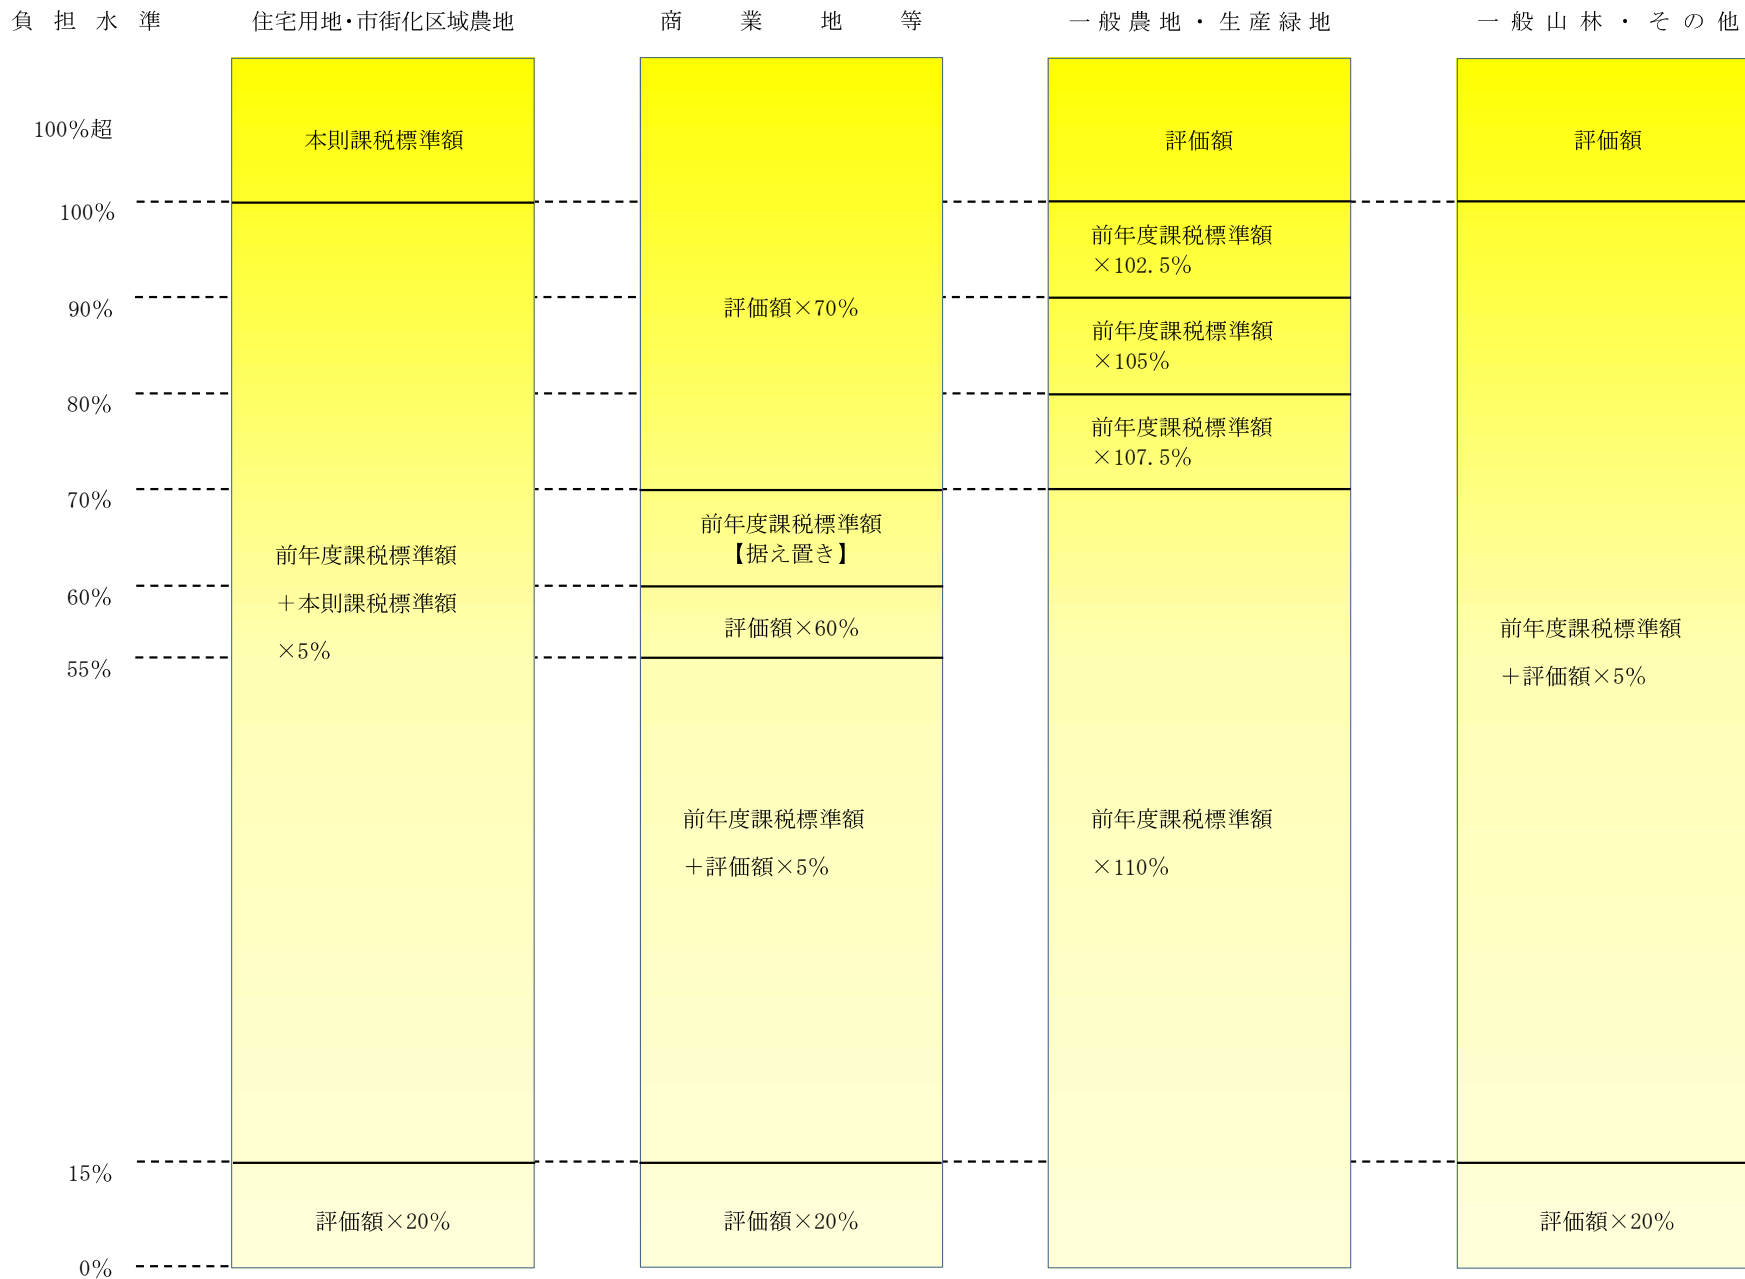 負担水準
住宅用地・市街化区域農地
商業地等
一般農地・生産緑地
一般山林・その他
100%超
100%
90%
80%
70%
60%
55%
15%
0%
本則課税標準額
前年度課税標準額
＋本則課税標準額
×5%
評価額×20%
評価額×70%
前年度課税標準額
【据え置き】
評価額×60%
前年度課税標準額
＋評価額×5%
評価額×20%
評価額
前年度課税標準額
×102.5%
前年度課税標準額
×105%
前年度課税標準額
×107.5%
前年度課税標準額
×110%
評価額
前年度課税標準額
＋評価額×5%
評価額×20%